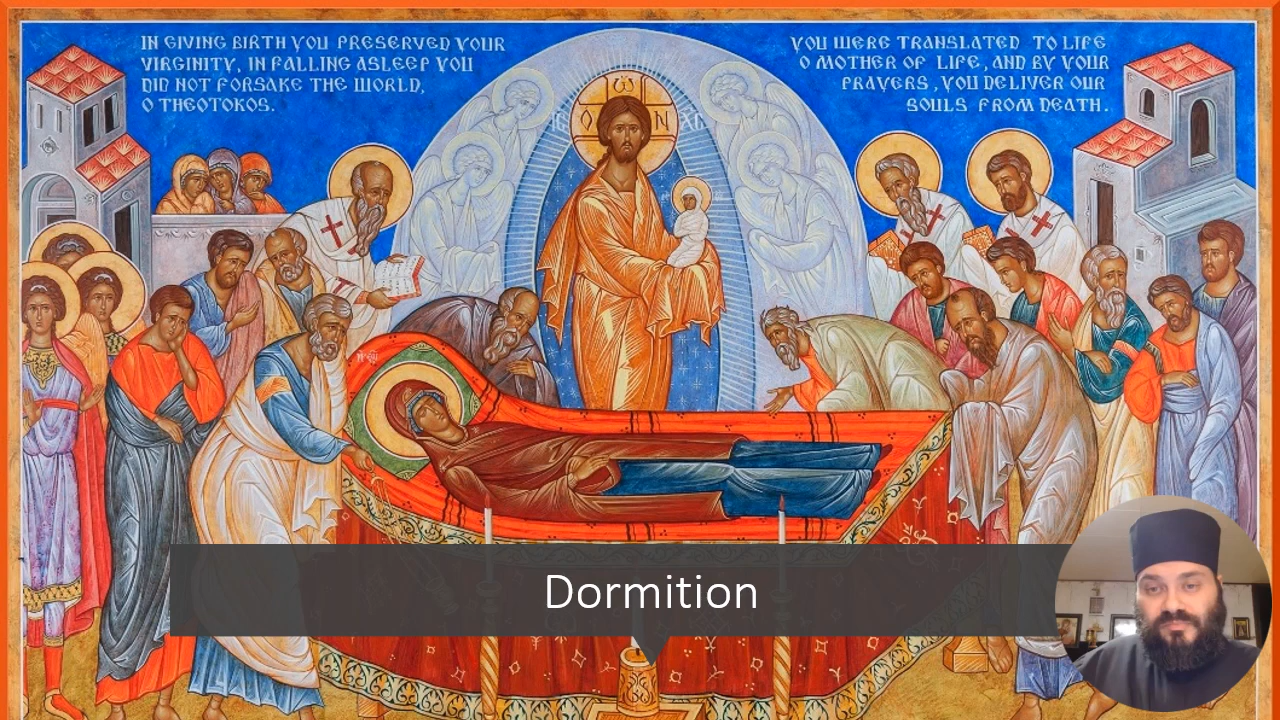 IN GIVING BIRTH YOU PRESERVED YOUR
VIRGINITY, IN FALLING ASLEEP YOU
DID NOT FORSAKE THE WORLD,
O THEOTOKOS.
YOU WERE TRANSLATED TO LIFE
O MOTHER OF LIFE, AND BY YOUR
PRAYERS, YOU DELIVER OUR
SOULS FROM DEATH.
Ο Ω Ν
Dormition